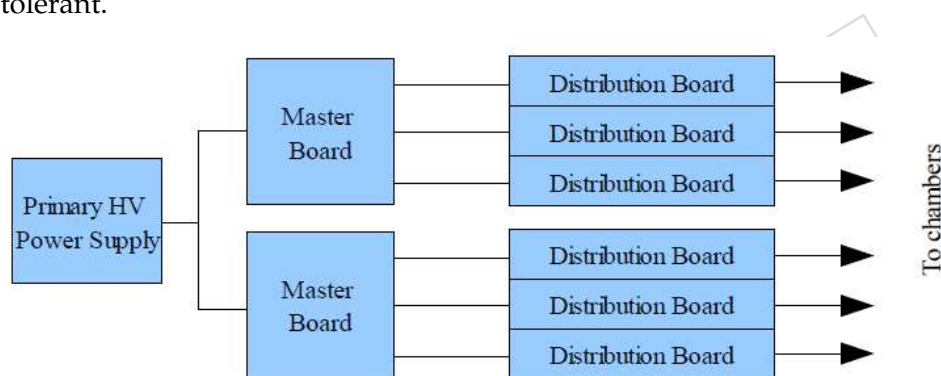 tolerant.
Primary HV
Power Supply
Master
Board
Distribution Board
Distribution Board
Distribution Board
Master
Board
Distribution Board
Distribution Board
Distribution Board
To chambers